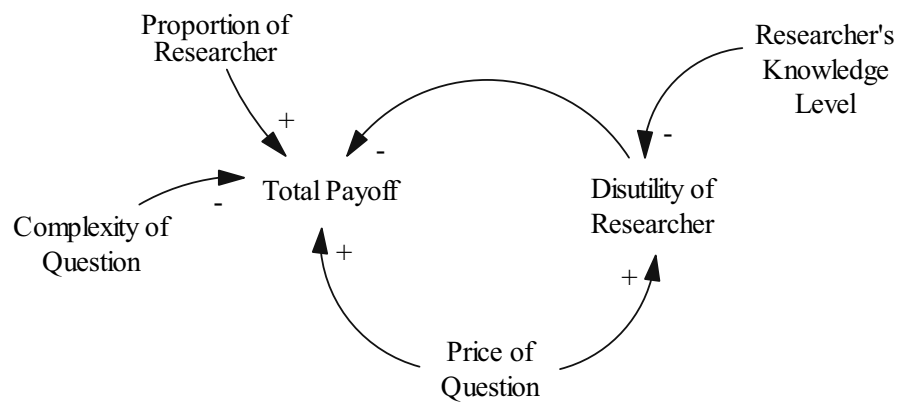 Proportion of
Researcher
Researcher's
Knowledge
Level
+
-
-
Total Payoff
Disutility of
Researcher
-
Complexity of
Question
+
+
Price of
Question